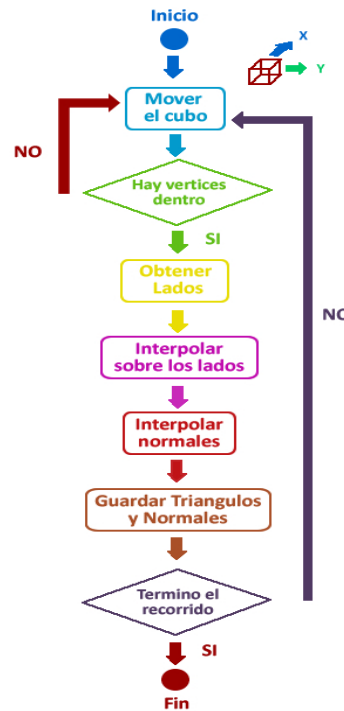 Inicio
X
Y
Mover
el cubo
NO
Hay vertices
dentro
SI
Obtener
Lados
NO
Interpolar
sobre los lados
Interpolar
normales
Guardar Triangulos
y Normales
Termino el
recorrido
SI
Fin